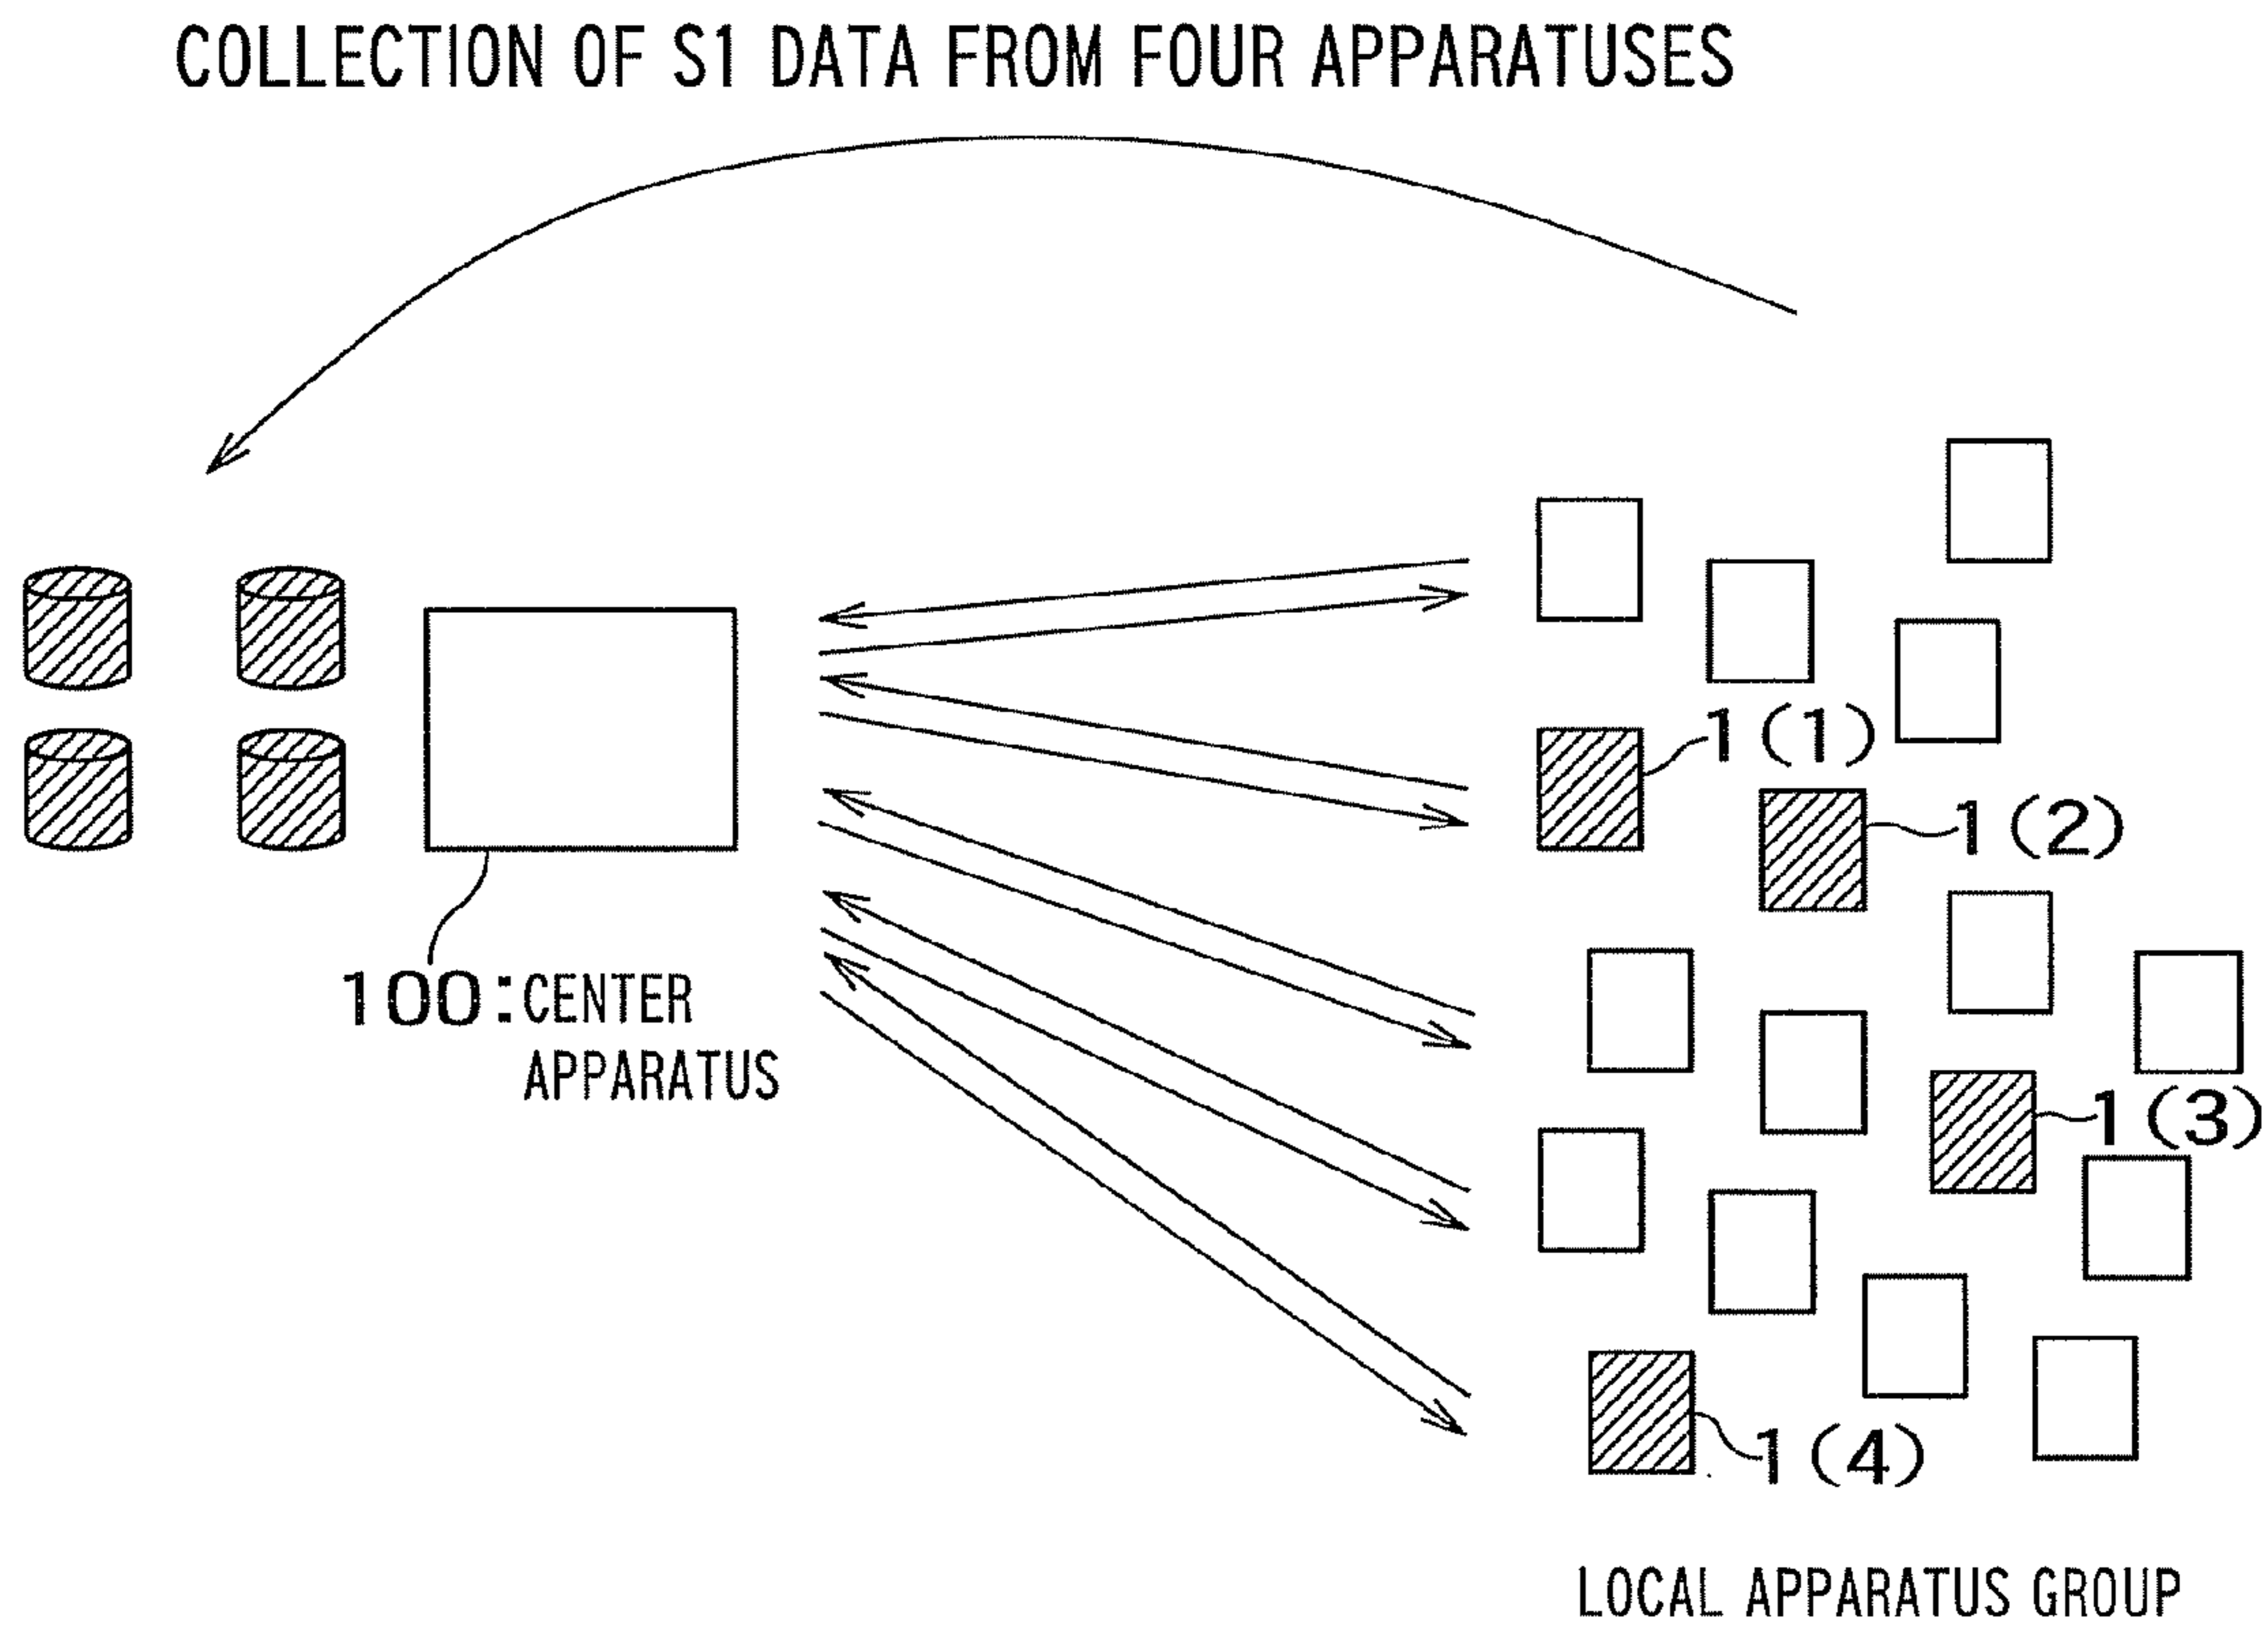 COLLECTION OF S1 DATA FROM FOUR APPARATUSES
1(1)
1(2)
100:CENTER
APPARATUS
1(3)
1(4)
LOCAL APPARATUS GROUP